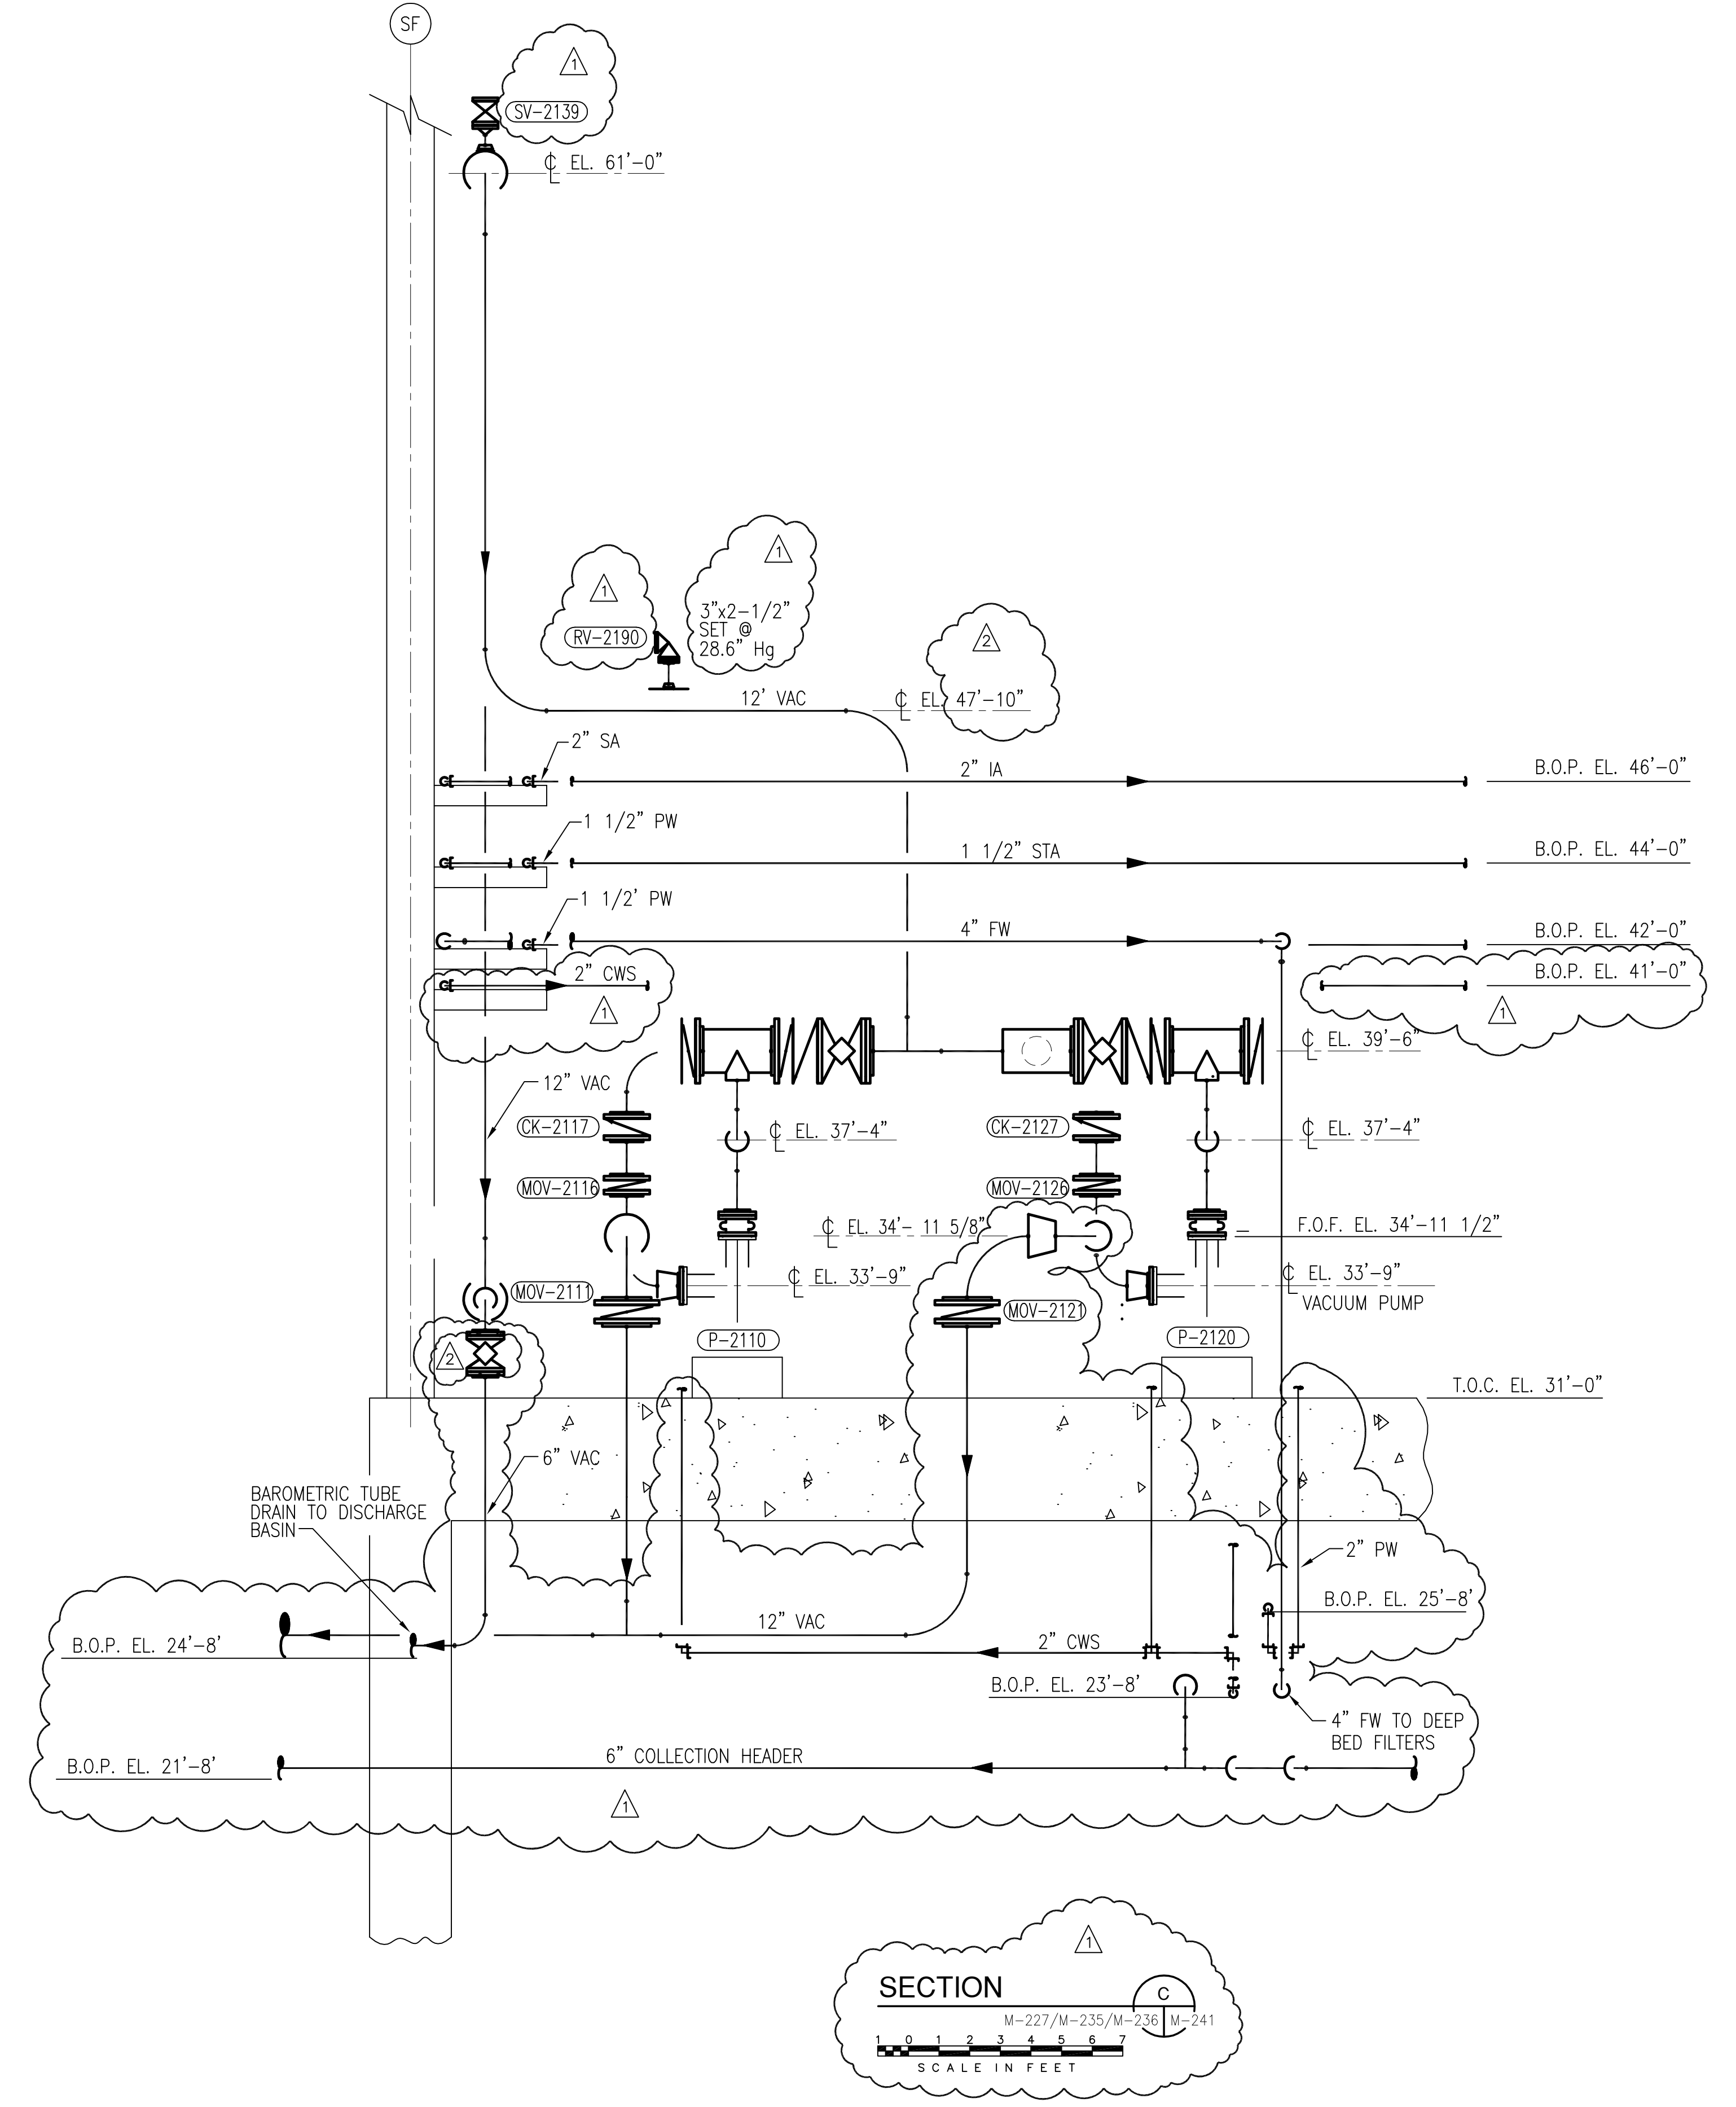 SF
1
SV-2139
℄ EL. 61'-0"
1
1
3"x2-1/2"
SET @
28.6" Hg
RV-2190
2
12' VAC
℄ EL. 47'-10"
2" SA
2" IA
B.O.P. EL. 46'-0"
1 1/2" PW
1 1/2" STA
B.O.P. EL. 44'-0"
1 1/2' PW
4" FW
B.O.P. EL. 42'-0"
2" CWS
B.O.P. EL. 41'-0"
1
1
℄ EL. 39'-6"
12" VAC
CK-2117
℄ EL. 37'-4"
CK-2127
℄ EL. 37'-4"
MOV-2116
MOV-2126
℄ EL. 34'- 11 5/8"
F.O.F. EL. 34'-11 1/2"
MOV-2111
℄ EL. 33'-9"
℄ EL. 33'-9"
VACUUM PUMP
MOV-2121
P-2110
P-2120
2
T.O.C. EL. 31'-0"
6" VAC
BAROMETRIC TUBE
DRAIN TO DISCHARGE
BASIN
2" PW
B.O.P. EL. 25'-8'
12" VAC
B.O.P. EL. 24'-8'
2" CWS
B.O.P. EL. 23'-8'
4" FW TO DEEP
BED FILTERS
B.O.P. EL. 21'-8'
6" COLLECTION HEADER
1
1
SECTION
C
M-227/M-235/M-236
M-241
1 0 1 2 3 4 5 6 7
SCALE IN FEET